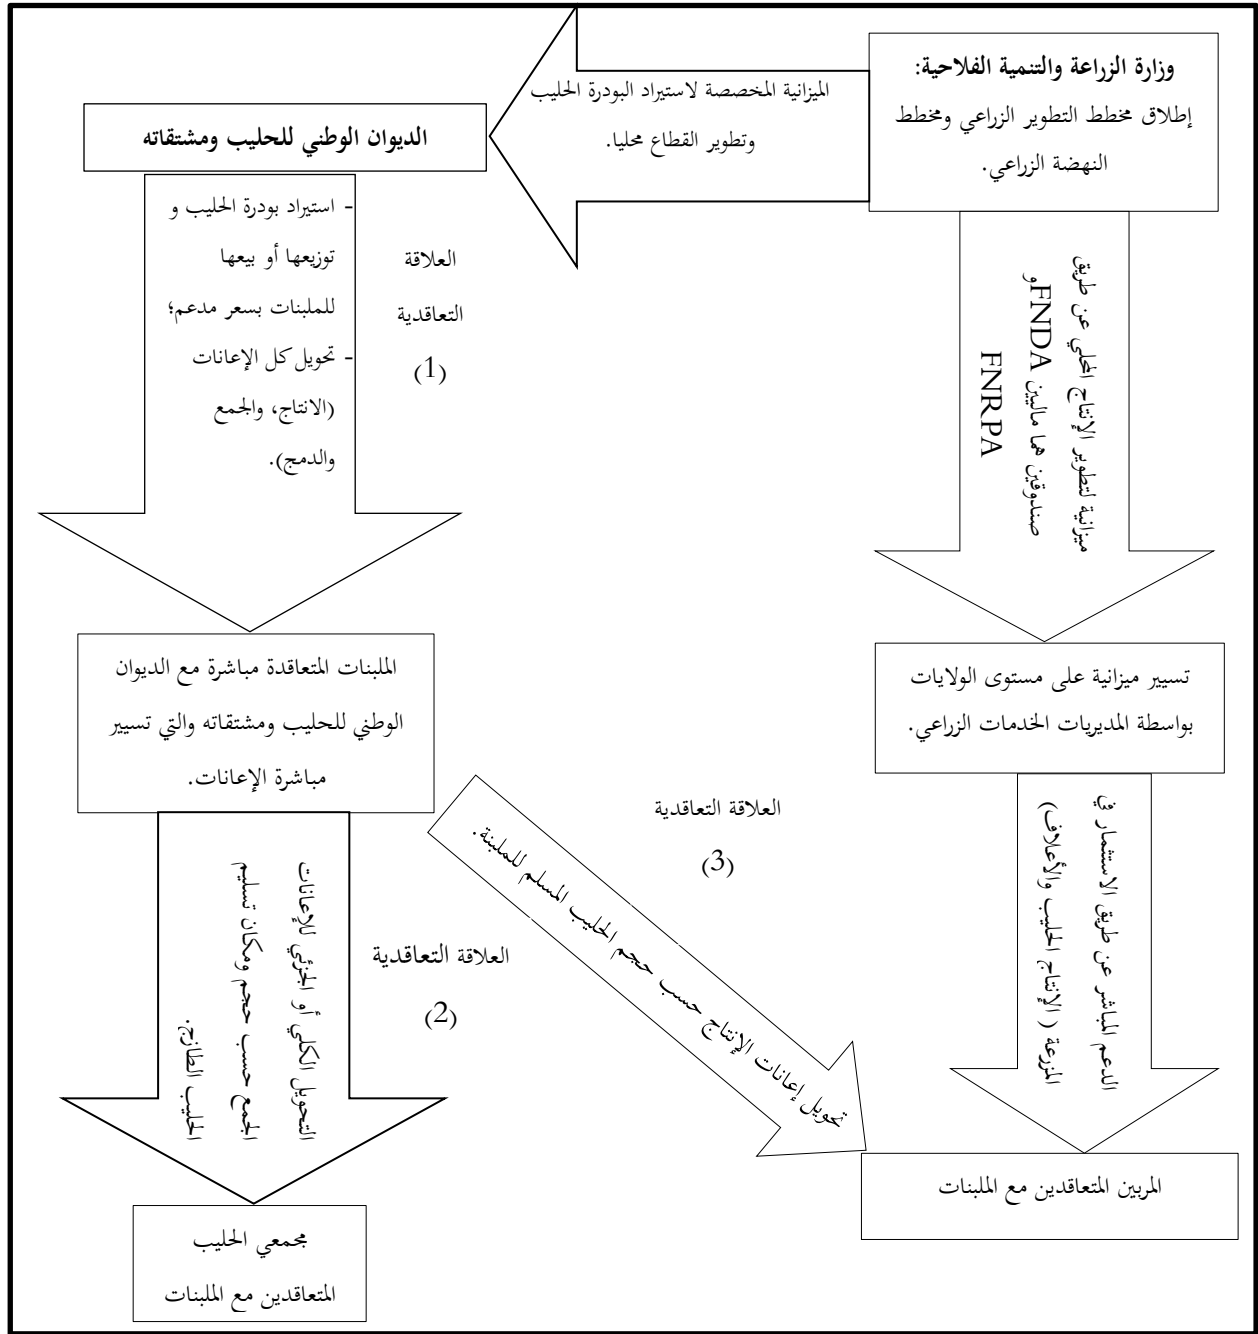 وزارة الزراعة والتنمية الفلاحية:
إطلاق مخطط التطوير الزراعي ومخطط
النهضة الزراعي.
الميزانية المخصصة لاستيراد البودرة الحليب
وتطوير القطاع محليا.
الديوان الوطني للحليب ومشتقاته
- استيراد بودرة الحليب و
توزيعها أو بيعها
للملبنات بسعر مدعم؛
- تحويل كل الإعانات
(الانتاج، والجمع
والدمج).
العلاقة
التعاقدية
(1)
ميزانية لتطوير الإنتاج المحلي عن طريق
صندوقين هما ماليين FNDA و
FNRPA
الملبنات المتعاقدة مباشرة مع الديوان
الوطني للحليب ومشتقاته والتي تسيير
مباشرة الإعانات.
تسيير ميزانية على مستوى الولايات
بواسطة المديريات الخدمات الزراعي.
العلاقة التعاقدية
(3)
تحويل إعانات الإنتاج حسب حجم الحليب المسلم للملبنة.
الدعم المباشر عن طريق الاستثمار في
المزرعة ( الإنتاج الحليب والأعلاف)
التحويل الكلي أو الجزئي للإعانات
الجمع حسب حجم ومكان تسليم
الحليب الطازج.
العلاقة التعاقدية
(2)
المربين المتعاقدين مع الملبنات
مجمعي الحليب
المتعاقدين مع الملبنات